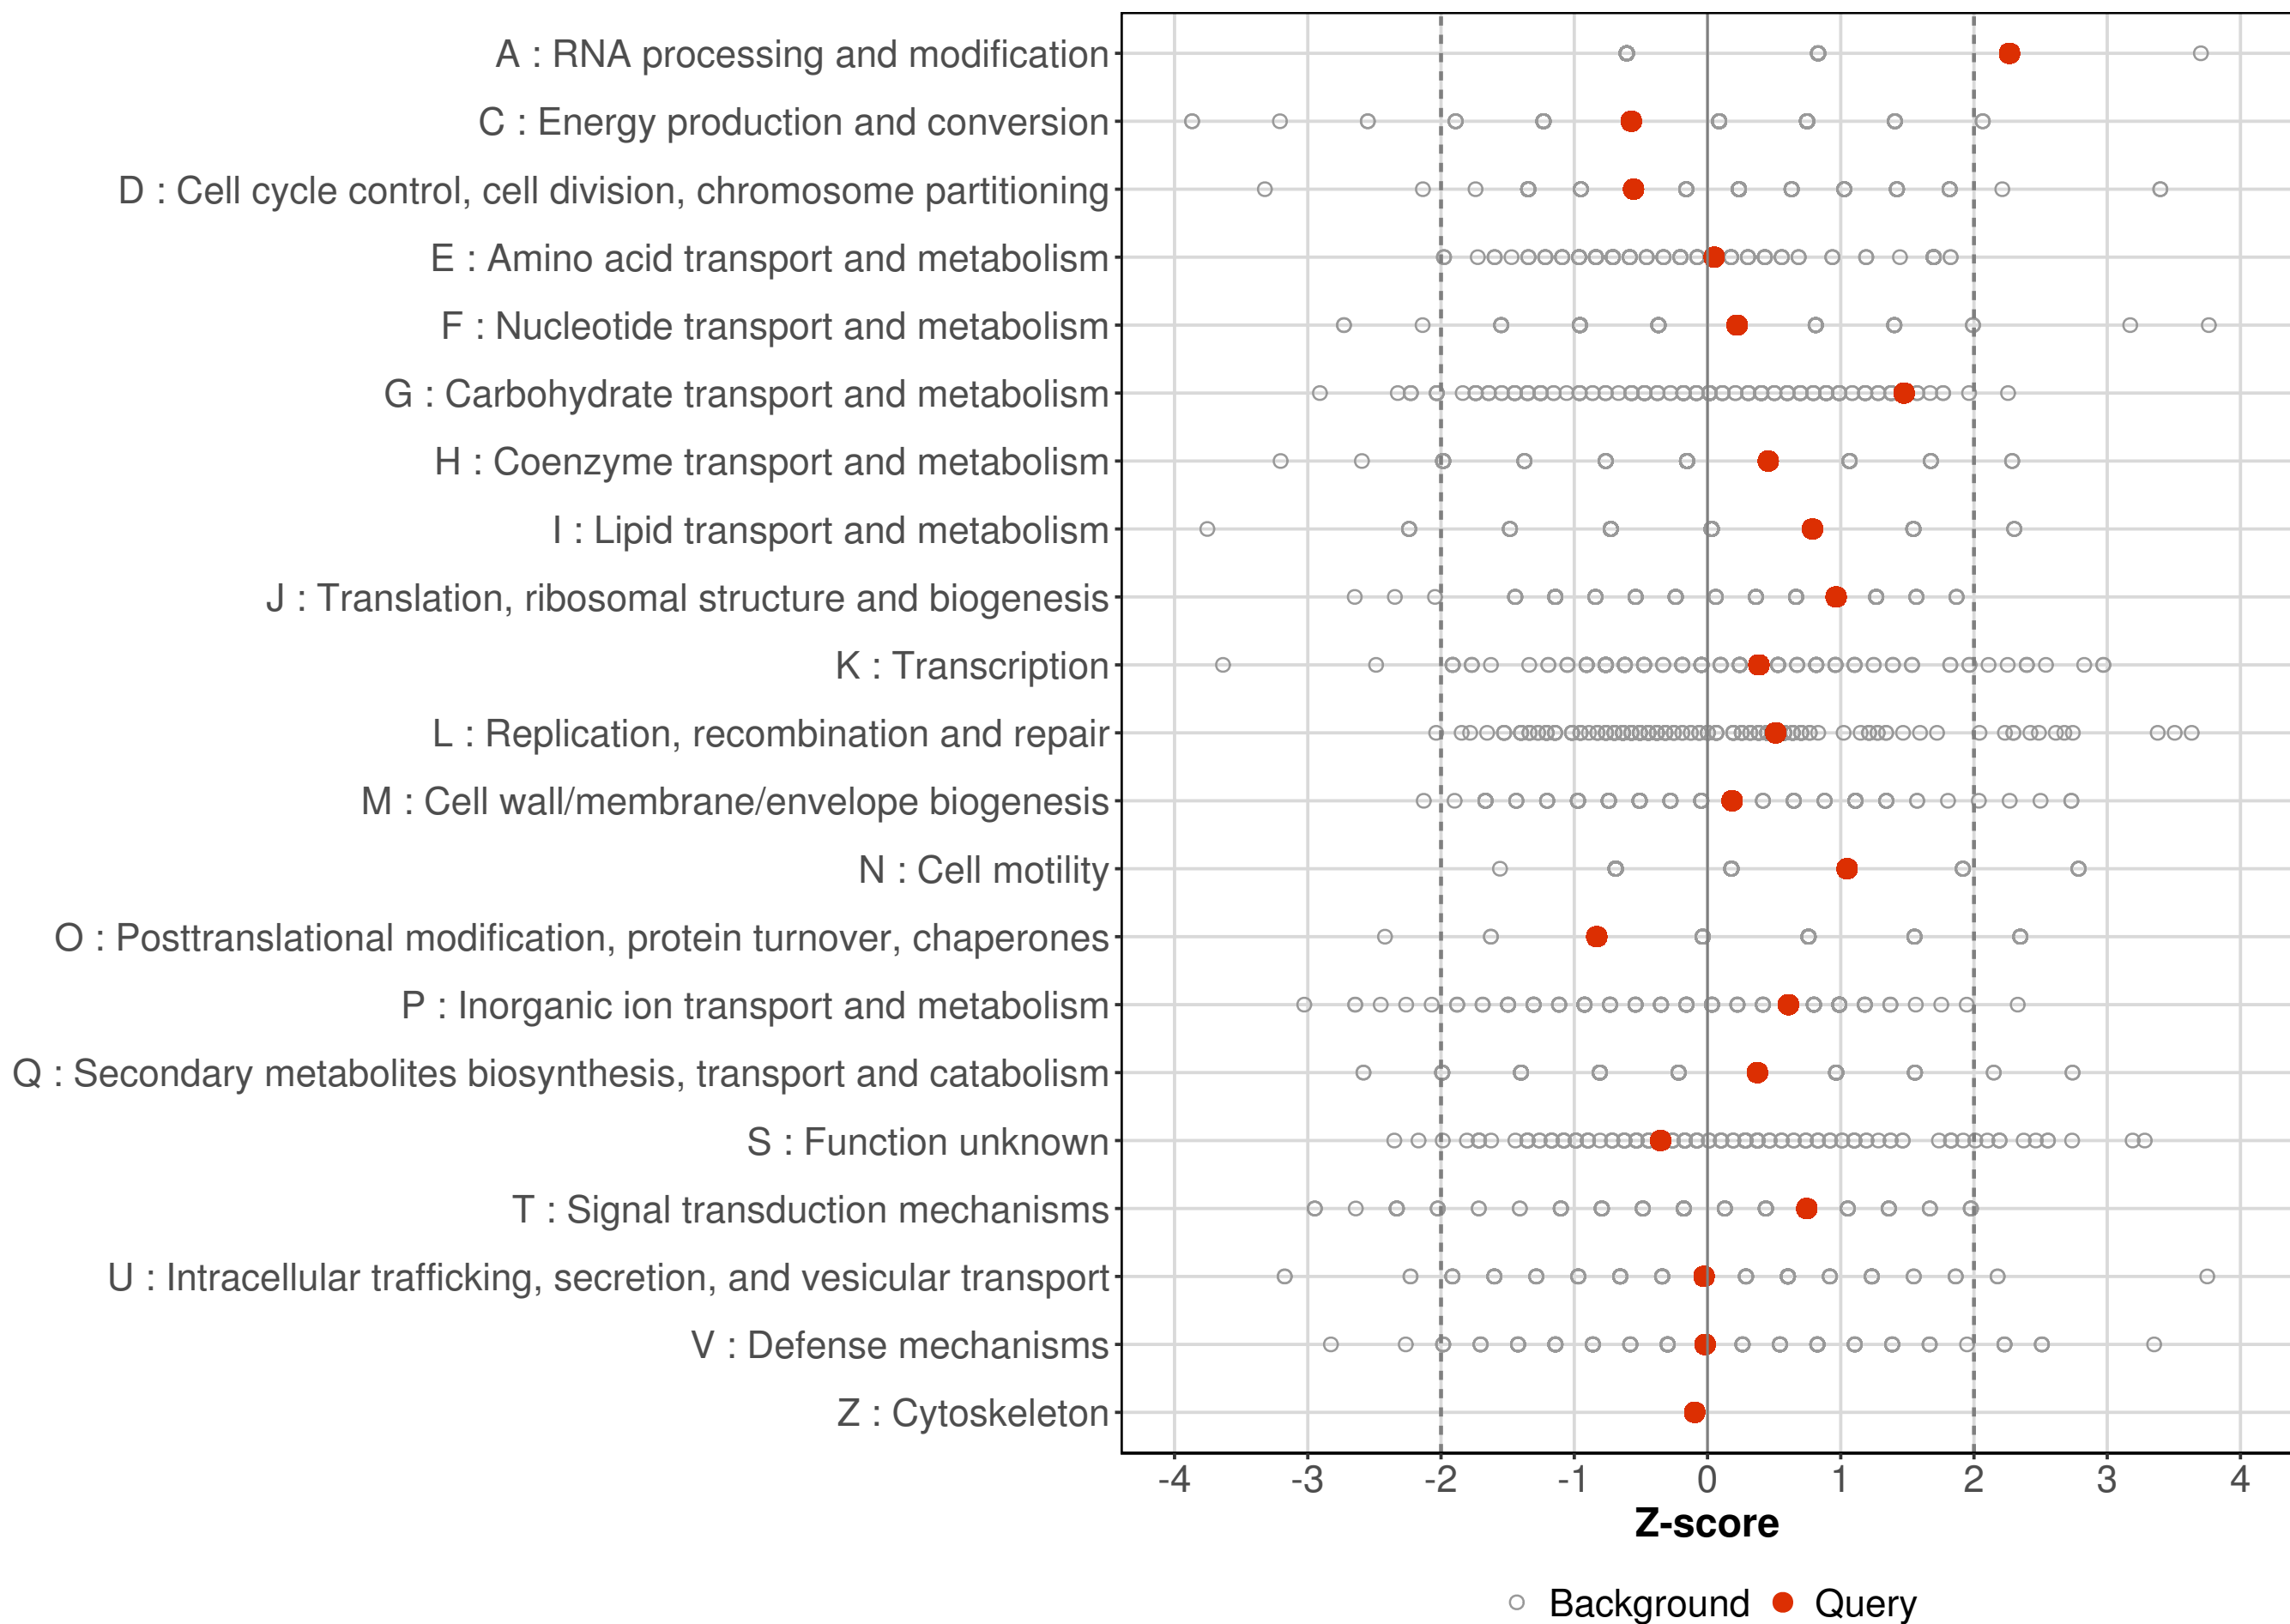 A : RNA processing and modification
C : Energy production and conversion
D : Cell cycle control, cell division, chromosome partitioning
E : Amino acid transport and metabolism
F : Nucleotide transport and metabolism
G : Carbohydrate transport and metabolism
H : Coenzyme transport and metabolism
I : Lipid transport and metabolism
J : Translation, ribosomal structure and biogenesis
K : Transcription
L : Replication, recombination and repair
M : Cell wall/membrane/envelope biogenesis
N : Cell motility
O : Posttranslational modification, protein turnover, chaperones
P : Inorganic ion transport and metabolism
Q : Secondary metabolites biosynthesis, transport and catabolism
S : Function unknown
T : Signal transduction mechanisms
U : Intracellular trafficking, secretion, and vesicular transport
V : Defense mechanisms
Z : Cytoskeleton
-4 -3 -2 -1 0 1 2 3 4
Z-score
Background Query